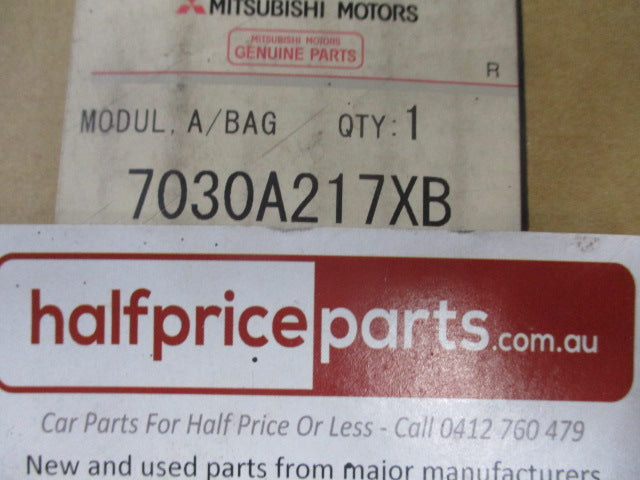 MITSUBISHI MOTORS
MITSUBISHI MOTORS
GENUINE PARTS
R
MODUL, A/BAG QTY:1
7030A217XB
halfpriceparts.com.au
Car Parts For Half Price Or Less - Call 0412 760 479
New and used parts from major manufacturers